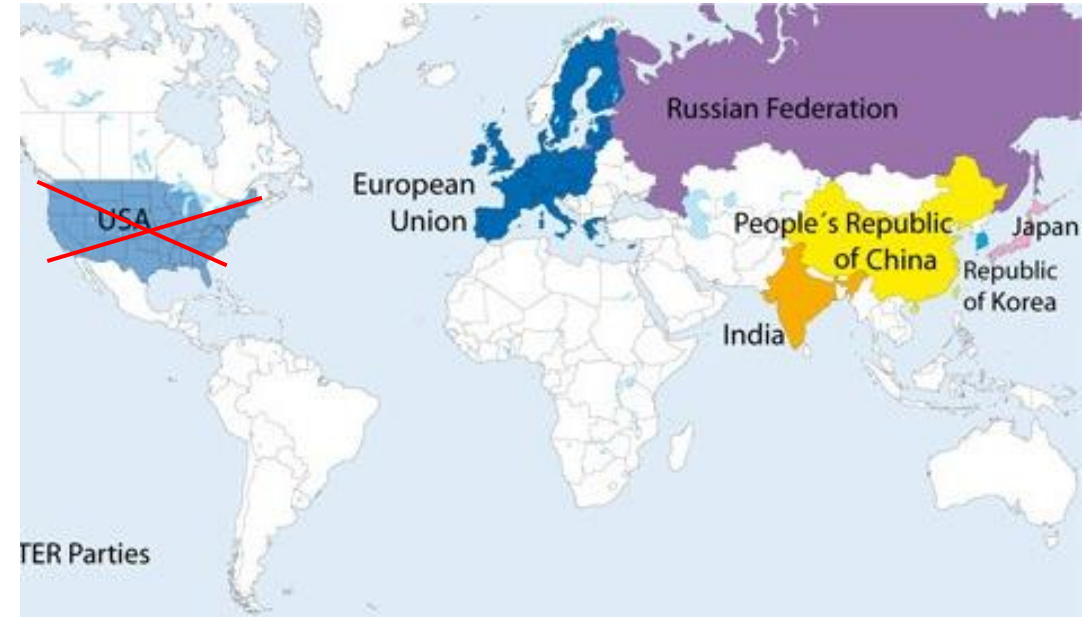 Russian Federation
European
Union
USA
People´s Republic
of China
Japan
Republic
of Korea
India
TER Parties